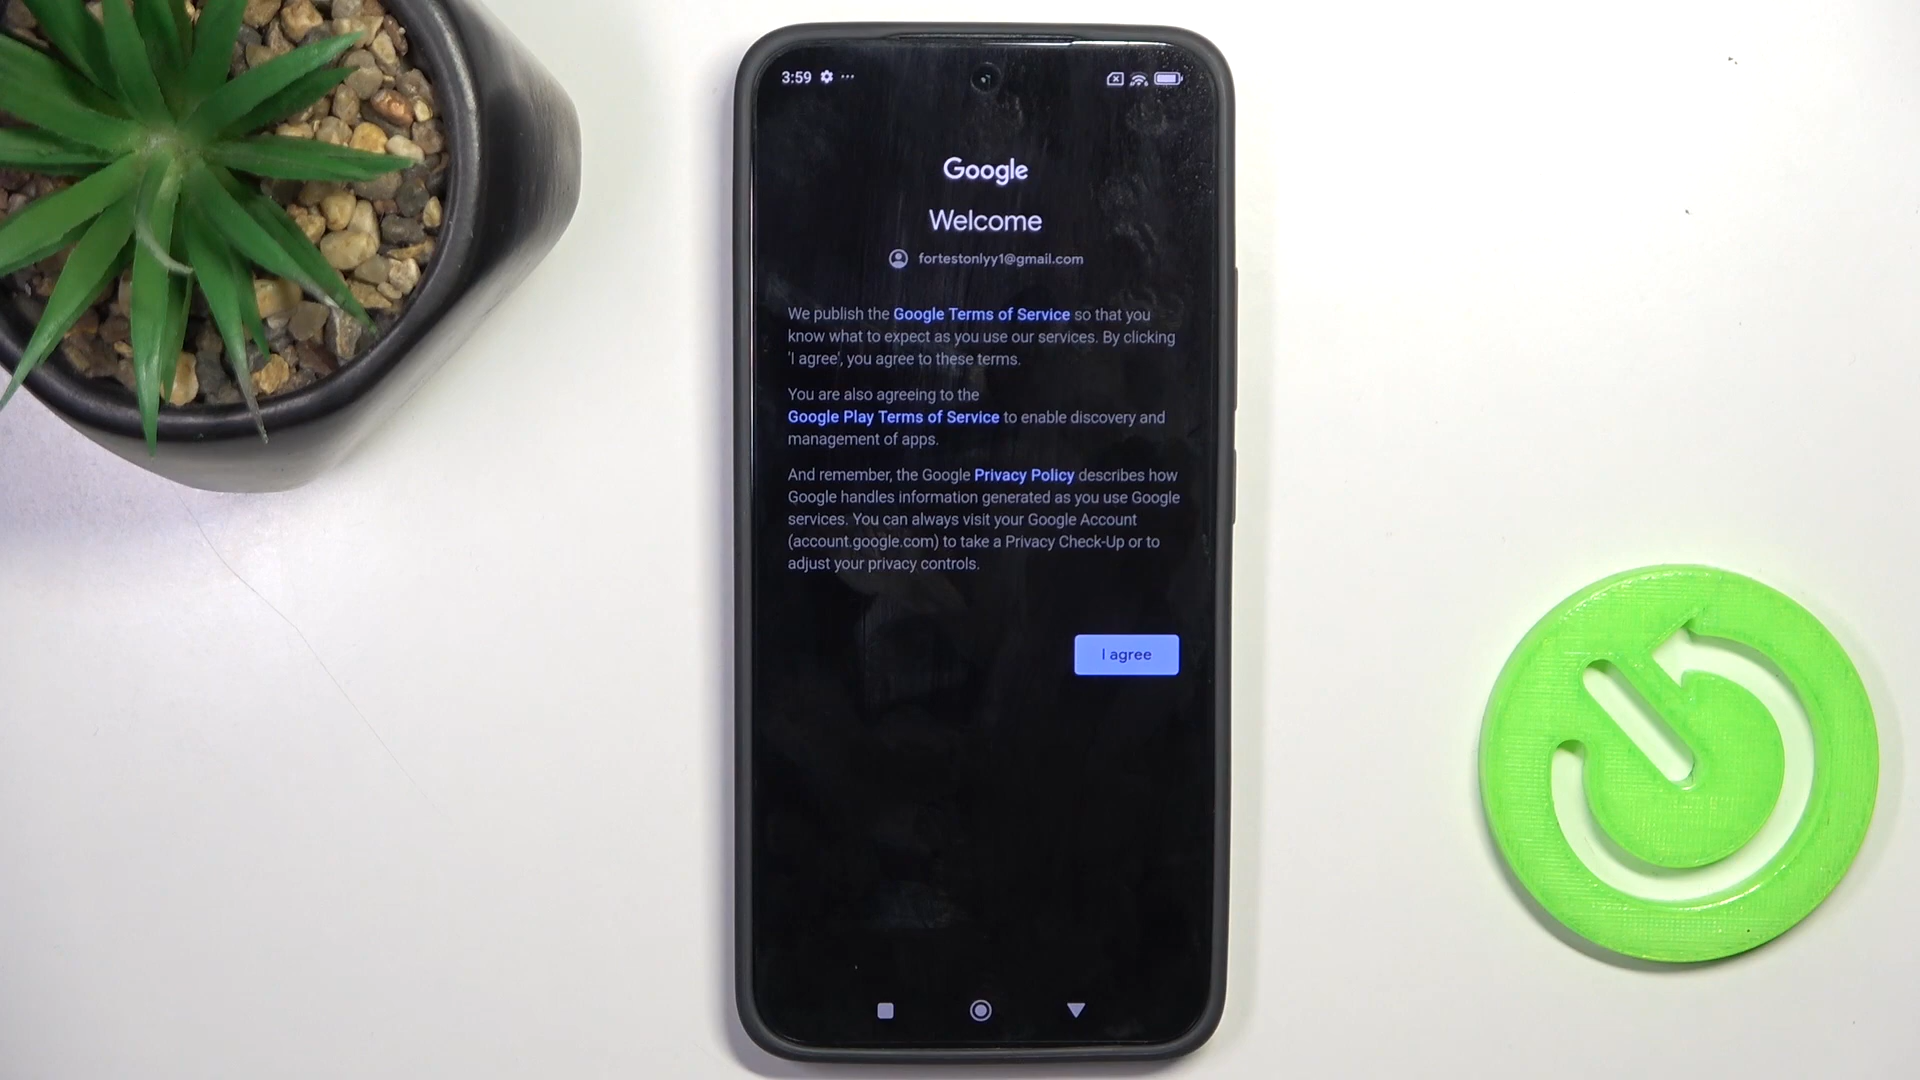 3:59
Google
Welcome
fortestonlyy1@gmail.com
We publish the Google Terms of Service so that you
know what to expect as you use our services. By clicking
'I agree', you agree to these terms.
You are also agreeing to the
Google Play Terms of Service to enable discovery and
management of apps.
And remember, the Google Privacy Policy describes how
Google handles information generated as you use Google
services. You can always visit your Google Account
(account.google.com) to take a Privacy Check-Up or to
adjust your privacy controls.
I agree